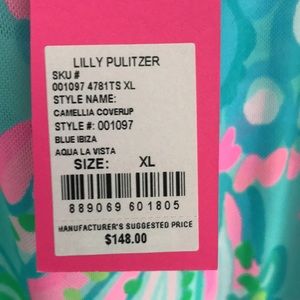 LILLY PULITZER
SKU #
001097 4781TS XL
STYLE NAME:
CAMELLIA COVERUP
STYLE #: 001097
BLUE IBIZA
AQUA LA VISTA
SIZE: XL
889069 601805
MANUFACTURER'S SUGGESTED PRICE
$148.00